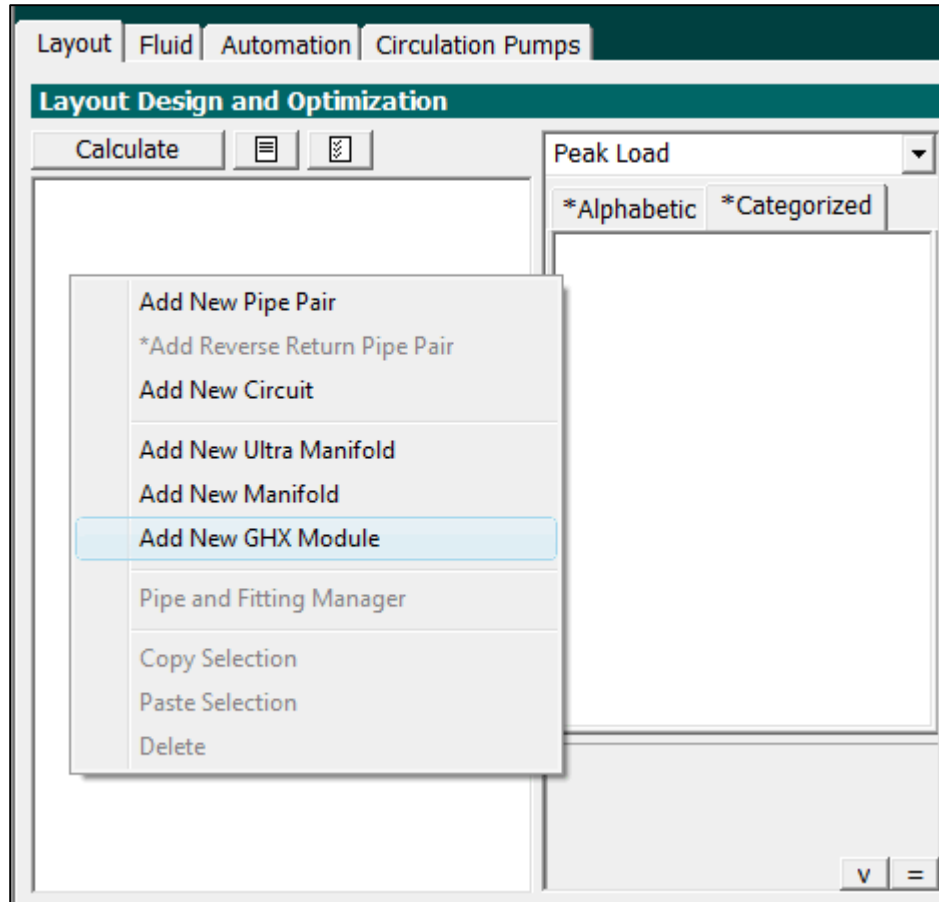 Layout Fluid Automation Circulation Pumps
Layout Design and Optimization
Calculate
Peak Load
*Alphabetic *Categorized
Add New Pipe Pair
*Add Reverse Return Pipe Pair
Add New Circuit
Add New Ultra Manifold
Add New Manifold
Add New GHX Module
Pipe and Fitting Manager
Copy Selection
Paste Selection
Delete
v =